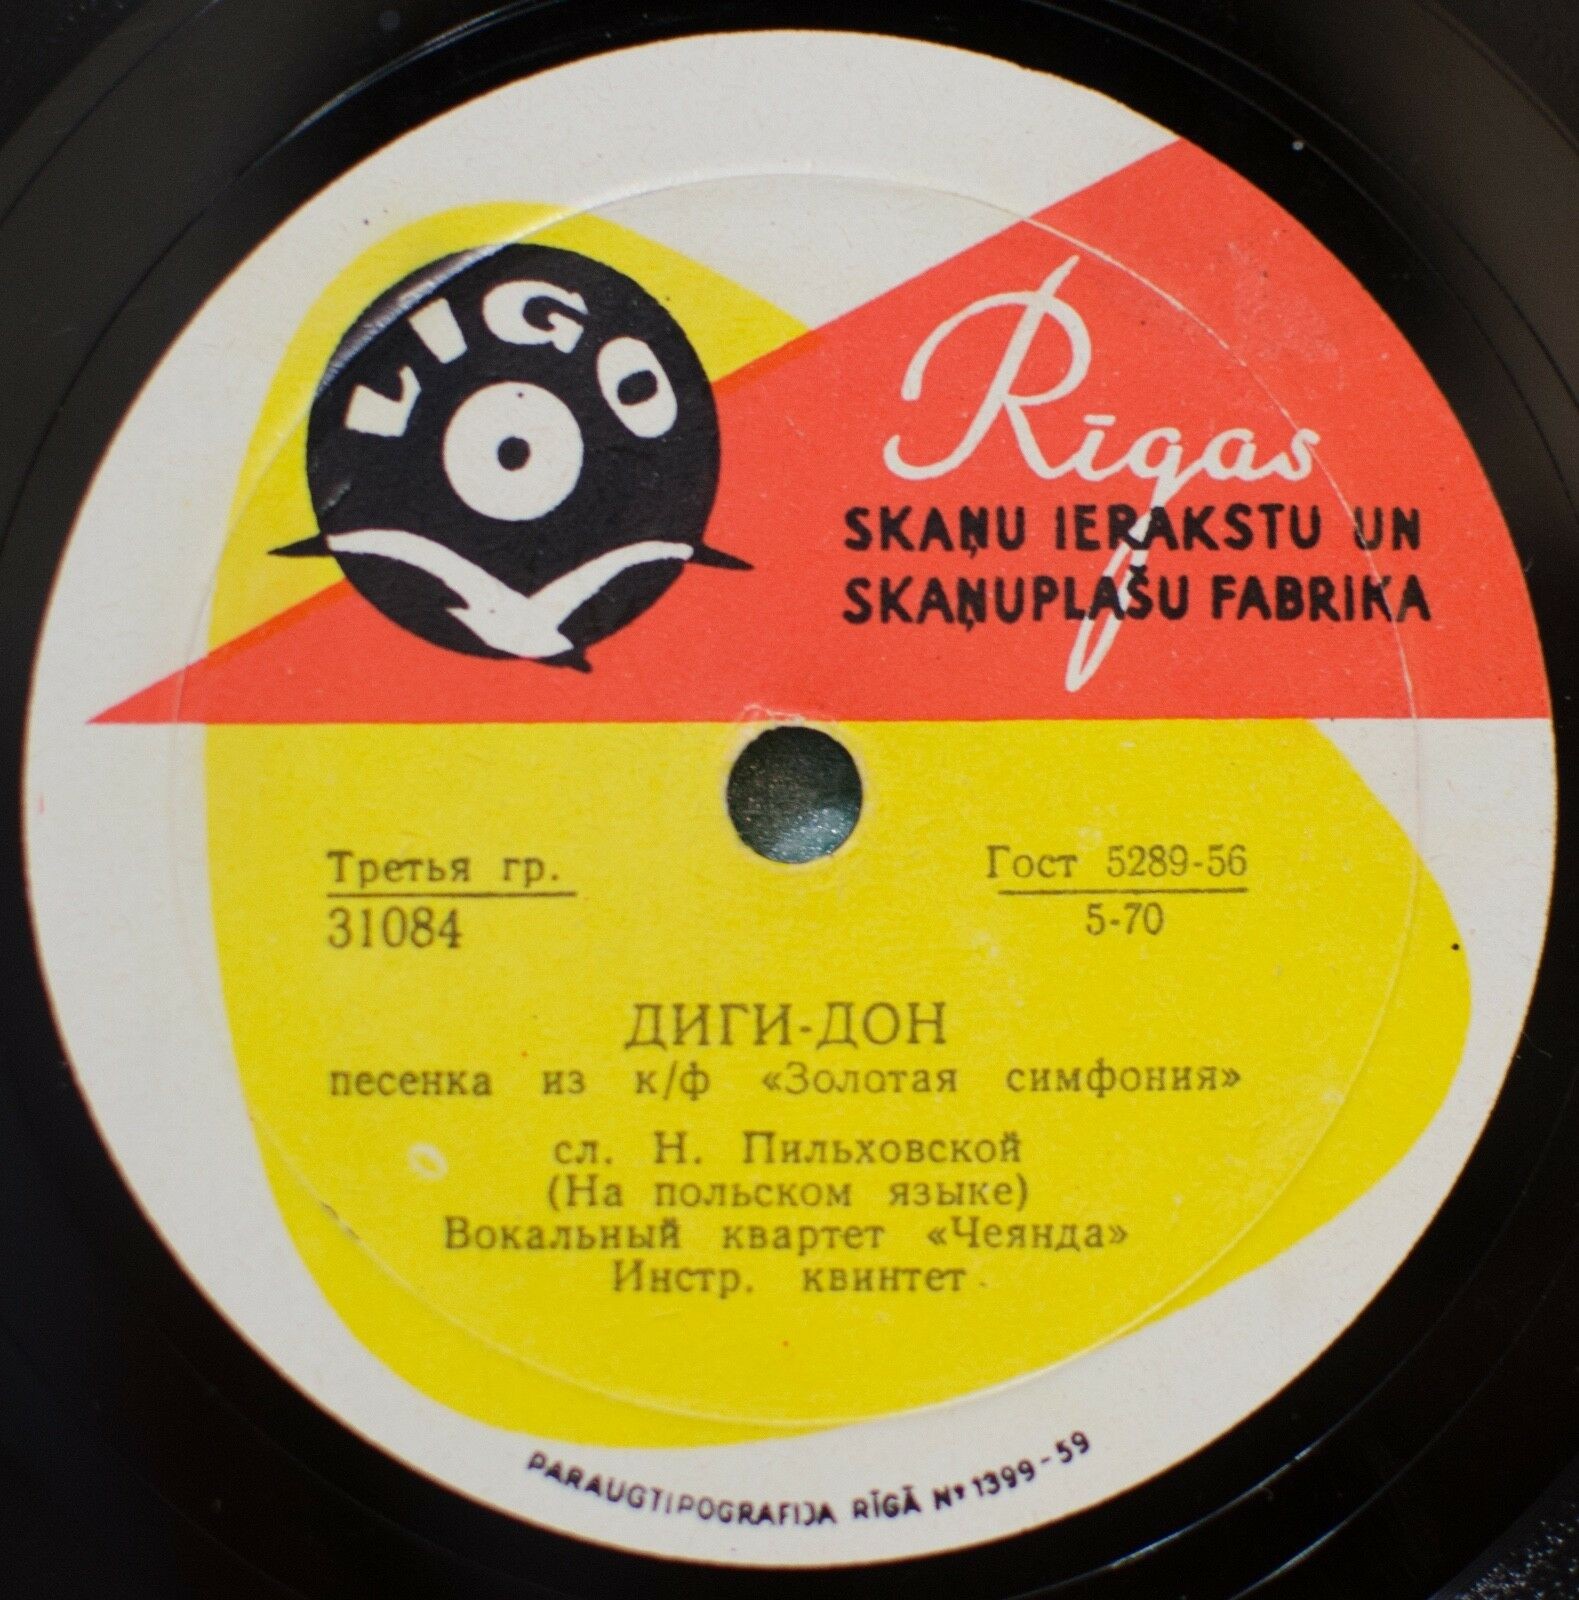 LIGO
Rīgas
SKAŅU IERAKSTU UN
SKAŅUPLAŠU FABRIKA
Третья гр.
31084
Гост 5289-56
5-70
ДИГИ-ДОН
песенка из к/ф «Золотая симфония»
сл. Н. Пильховской
(На польском языке)
Вокальный квартет «Чеянда»
Инстр. квинтет
PARAUGTIPOGRAFIJA RĪGĀ Nº 1399-59